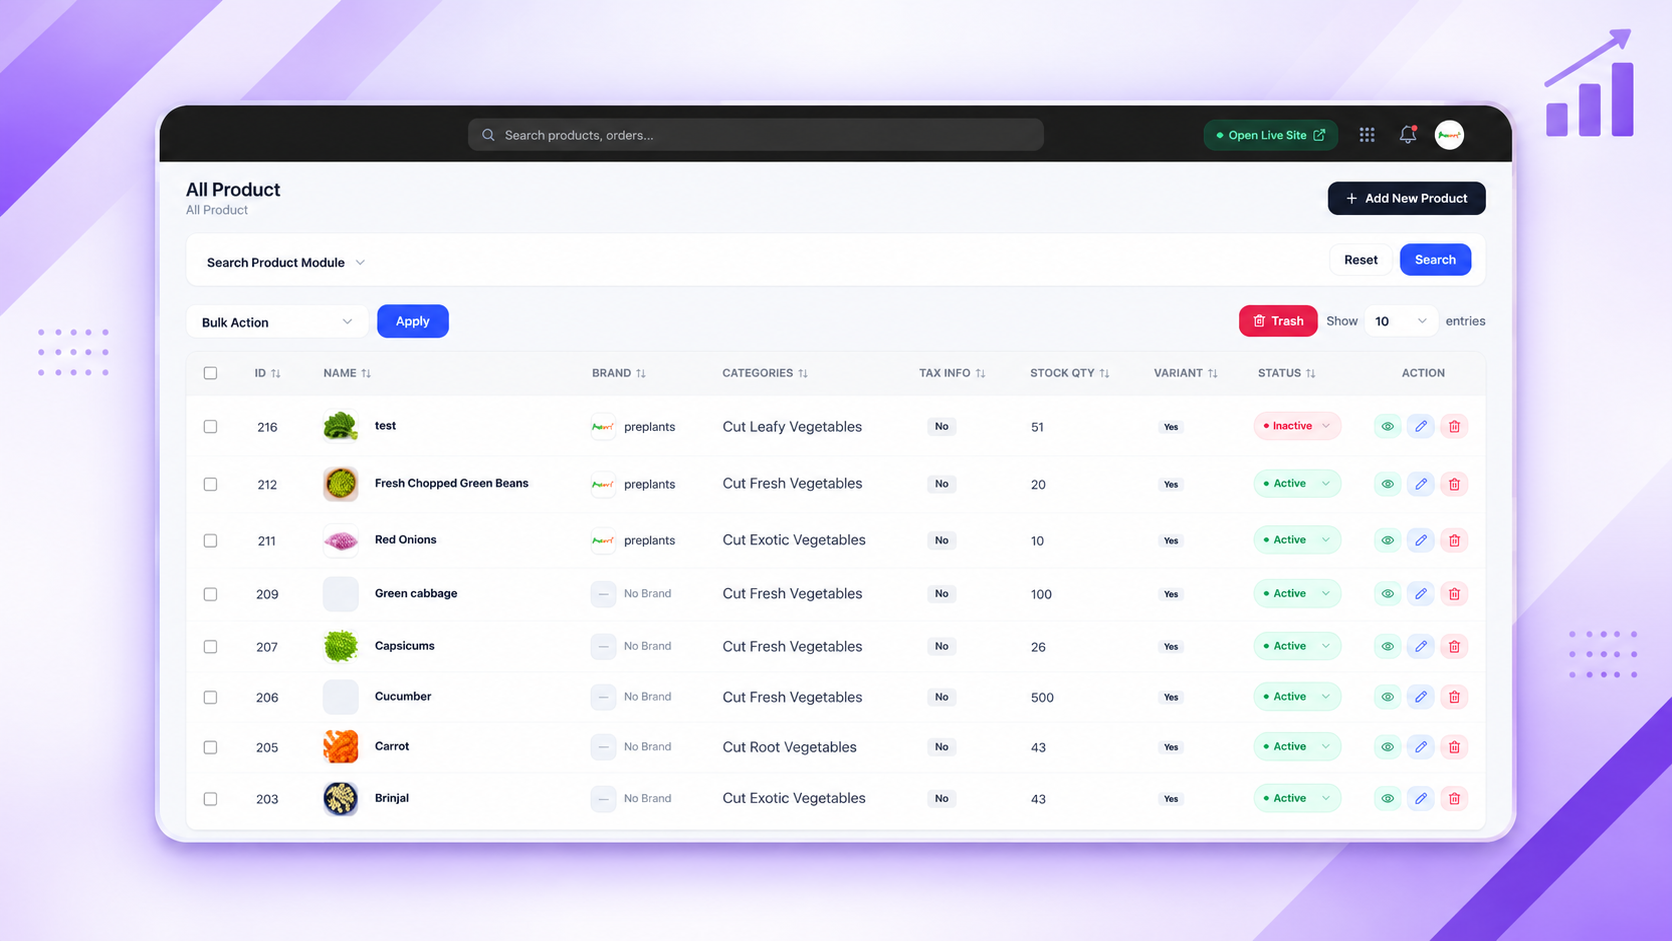 Search products, orders...
Open Live Site
All Product
All Product
Add New Product
Search Product Module
Reset
Search
Bulk Action
Apply
Trash
Show
10
entries
ID NAME BRAND CATEGORIES TAX INFO STOCK QTY VARIANT STATUS ACTION
216 test preplants Cut Leafy Vegetables No 51 Yes Inactive
212 Fresh Chopped Green Beans preplants Cut Fresh Vegetables No 20 Yes Active
211 Red Onions preplants Cut Exotic Vegetables No 10 Yes Active
209 Green cabbage No Brand Cut Fresh Vegetables No 100 Yes Active
207 Capsicums No Brand Cut Fresh Vegetables No 26 Yes Active
206 Cucumber No Brand Cut Fresh Vegetables No 500 Yes Active
205 Carrot No Brand Cut Root Vegetables No 43 Yes Active
203 Brinjal No Brand Cut Exotic Vegetables No 43 Yes Active